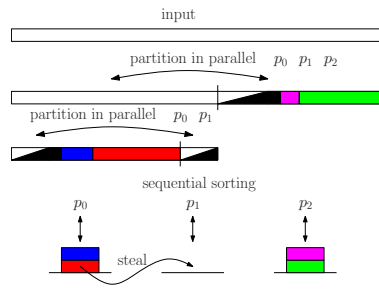 input
partition in parallel p₀ p₁ p₂
partition in parallel p₀ p₁
sequential sorting
p₀ p₁ p₂
steal